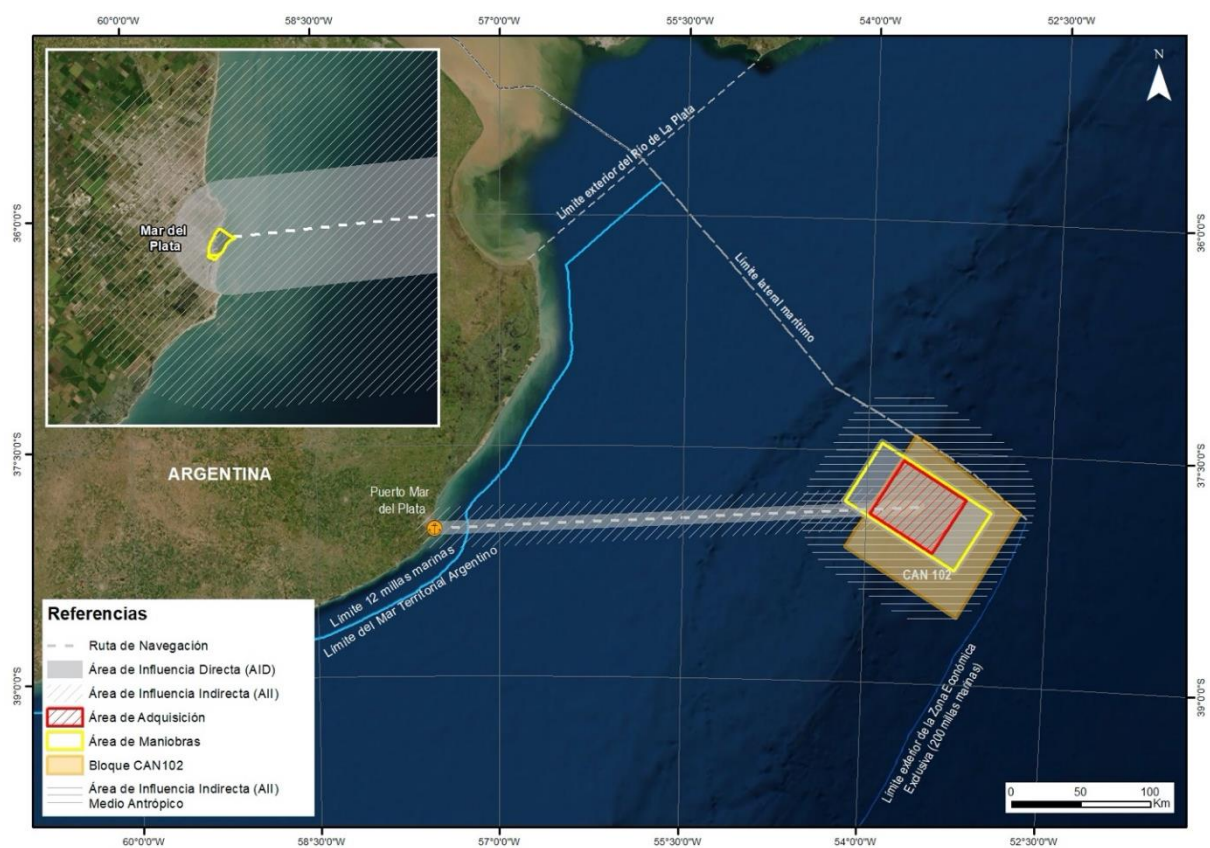 60°0'0"W
58°30'0"W
57°0'0"W
55°30'0"W
54°0'0"W
52°30'0"W
N
Mar del
Plata
Límite exterior del Río de La Plata
Límite lateral marítimo
36°0'0"S
36°0'0"S
37°30'0"S
37°30'0"S
39°0'0"S
39°0'0"S
ARGENTINA
Puerto Mar
del Plata
CAN 102
Límite 12 millas marinas
Límite del Mar Territorial Argentino
Límite exterior de la Zona Económica
Exclusiva (200 millas marinas)
Referencias
Ruta de Navegación
Área de Influencia Directa (AID)
Área de Influencia Indirecta (AII)
Área de Adquisición
Área de Maniobras
Bloque CAN102
Área de Influencia Indirecta (AII)
Medio Antrópico
0 50 100
Km
60°0'0"W
58°30'0"W
57°0'0"W
55°30'0"W
54°0'0"W
52°30'0"W